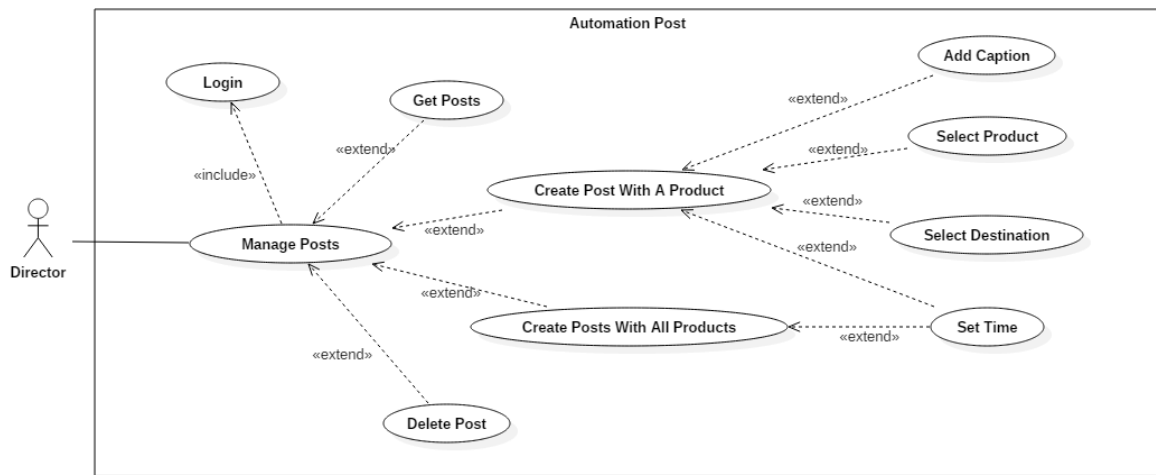 Automation Post
Login
Get Posts
Add Caption
«extend»
Select Product
«extend»
«extend»
«include»
Create Post With A Product
«extend»
Select Destination
«extend»
Manage Posts
«extend»
Director
«extend»
Create Posts With All Products
Set Time
«extend»
«extend»
Delete Post